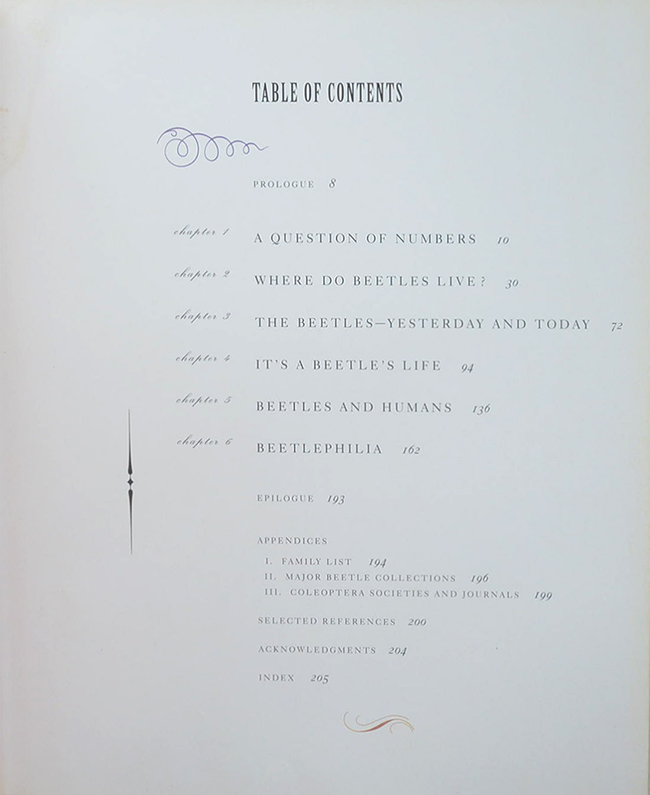 TABLE OF CONTENTS
PROLOGUE 8
chapter 1 A QUESTION OF NUMBERS 10
chapter 2 WHERE DO BEETLES LIVE? 30
chapter 3 THE BEETLES—YESTERDAY AND TODAY 72
chapter 4 IT'S A BEETLE'S LIFE 94
chapter 5 BEETLES AND HUMANS 136
chapter 6 BEETLEPHILIA 162
EPILOGUE 193
APPENDICES
I. FAMILY LIST 194
II. MAJOR BEETLE COLLECTIONS 196
III. COLEOPTERA SOCIETIES AND JOURNALS 199
SELECTED REFERENCES 200
ACKNOWLEDGMENTS 204
INDEX 205